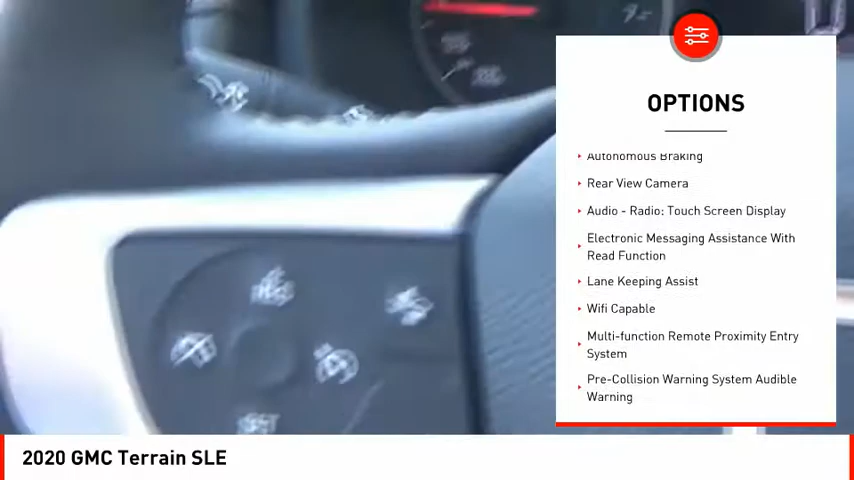 OPTIONS
Autonomous Braking
Rear View Camera
Audio - Radio: Touch Screen Display
Electronic Messaging Assistance With
Read Function
Lane Keeping Assist
Wifi Capable
Multi-function Remote Proximity Entry
System
Pre-Collision Warning System Audible
Warning
2020 GMC Terrain SLE